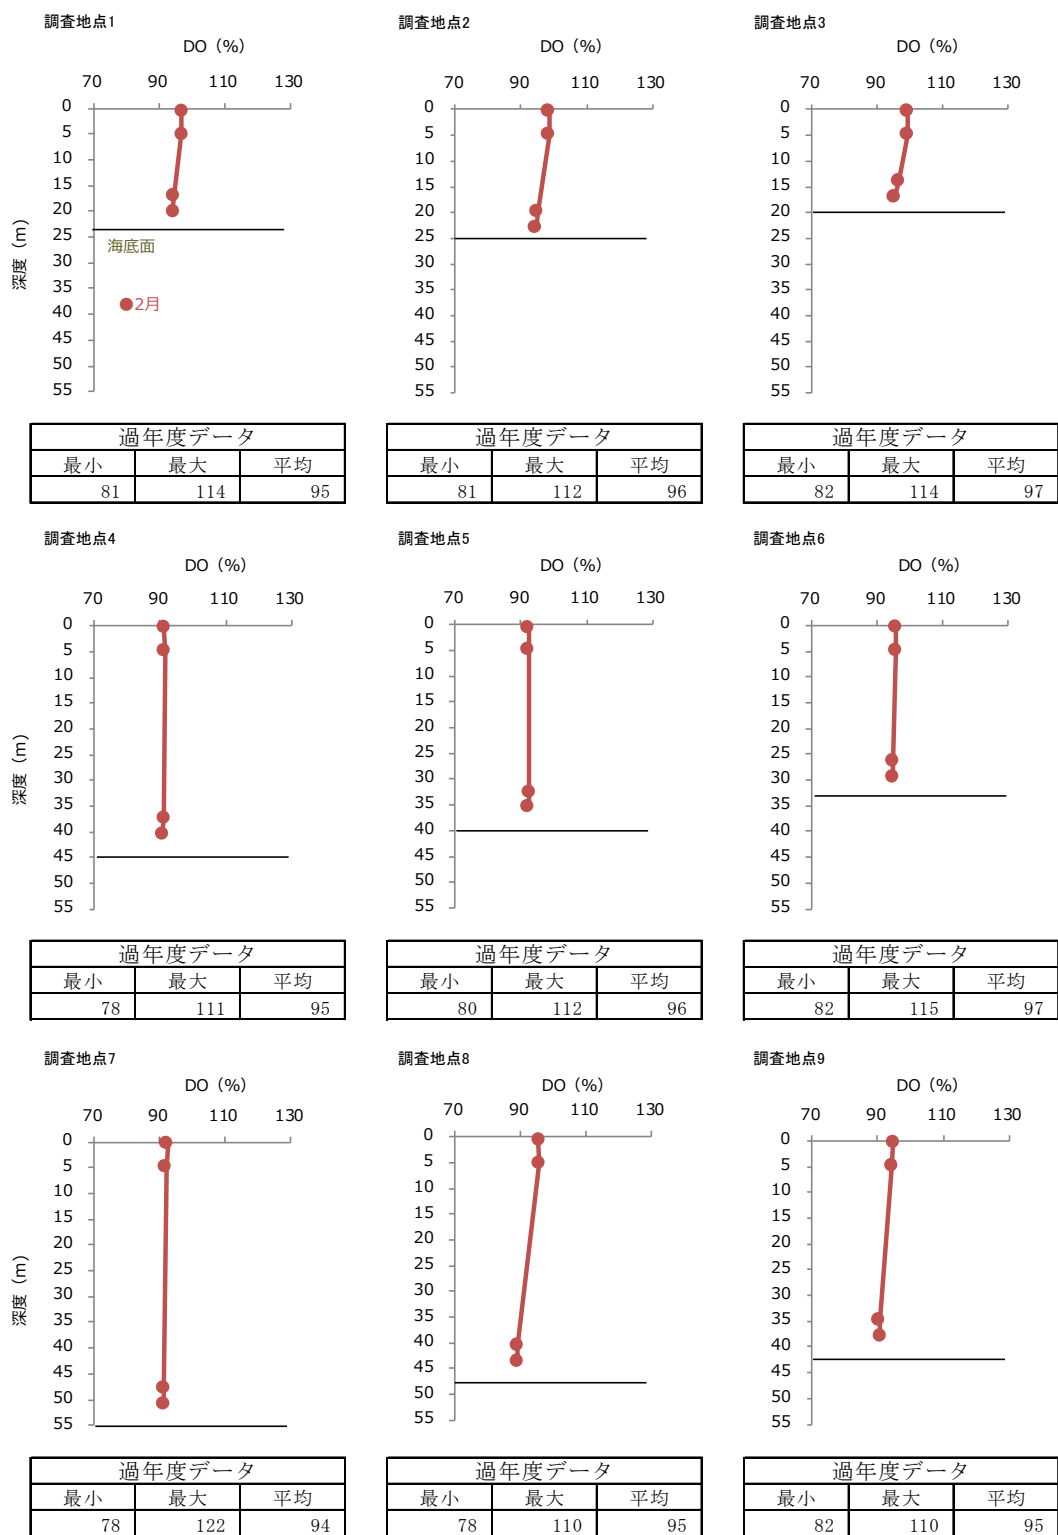 調査地点1
DO（%）
70 90 110 130
0
5
10
15
20
25
30
35
40
45
50
55
深度（m）
海底面
2月
過年度データ
最小 最大 平均
81 114 95
調査地点2
DO（%）
70 90 110 130
0
5
10
15
20
25
30
35
40
45
50
55
過年度データ
最小 最大 平均
81 112 96
調査地点3
DO（%）
70 90 110 130
0
5
10
15
20
25
30
35
40
45
50
55
過年度データ
最小 最大 平均
82 114 97
調査地点4
DO（%）
70 90 110 130
0
5
10
15
20
25
30
35
40
45
50
55
深度（m）
過年度データ
最小 最大 平均
78 111 95
調査地点5
DO（%）
70 90 110 130
0
5
10
15
20
25
30
35
40
45
50
55
過年度データ
最小 最大 平均
80 112 96
調査地点6
DO（%）
70 90 110 130
0
5
10
15
20
25
30
35
40
45
50
55
過年度データ
最小 最大 平均
82 115 97
調査地点7
DO（%）
70 90 110 130
0
5
10
15
20
25
30
35
40
45
50
55
深度（m）
過年度データ
最小 最大 平均
78 122 94
調査地点8
DO（%）
70 90 110 130
0
5
10
15
20
25
30
35
40
45
50
55
過年度データ
最小 最大 平均
78 110 95
調査地点9
DO（%）
70 90 110 130
0
5
10
15
20
25
30
35
40
45
50
55
過年度データ
最小 最大 平均
82 110 95